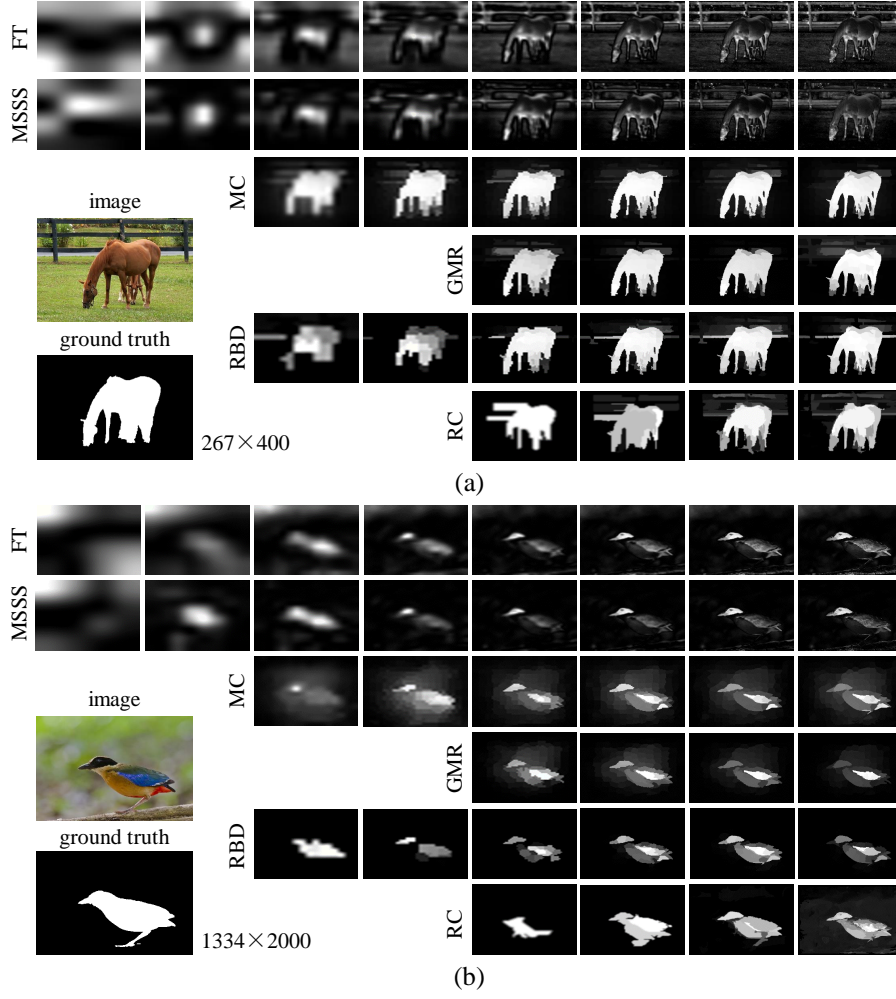 FT
MSSS
MC
image
GMR
ground truth
RBD
RC
267×400
(a)
FT
MSSS
MC
image
GMR
ground truth
RBD
RC
1334×2000
(b)